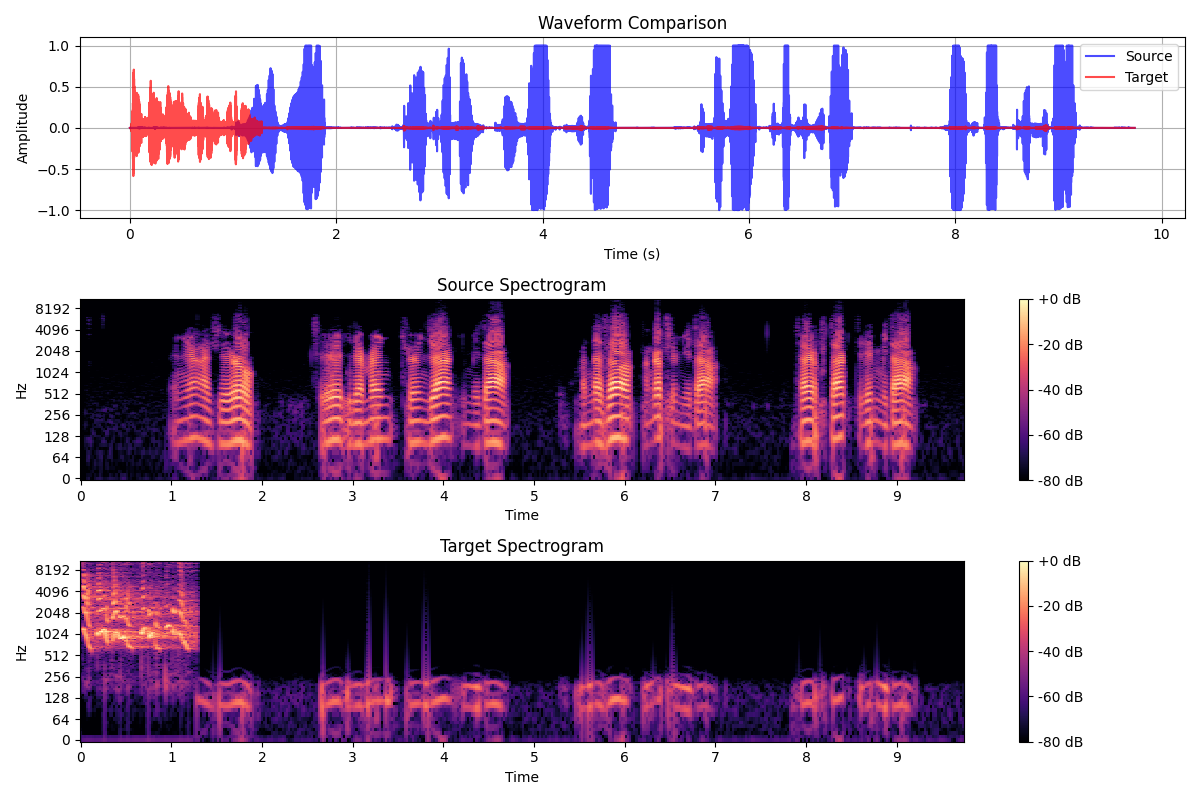 Waveform Comparison
1.0
0.5
0.0
−0.5
−1.0
Amplitude
Source
Target
0 2 4 6 8 10
Time (s)
Source Spectrogram
8192
4096
2048
1024
512
256
128
64
0
Hz
0 1 2 3 4 5 6 7 8 9
Time
+0 dB
-20 dB
-40 dB
-60 dB
-80 dB
Target Spectrogram
8192
4096
2048
1024
512
256
128
64
0
Hz
0 1 2 3 4 5 6 7 8 9
Time
+0 dB
-20 dB
-40 dB
-60 dB
-80 dB